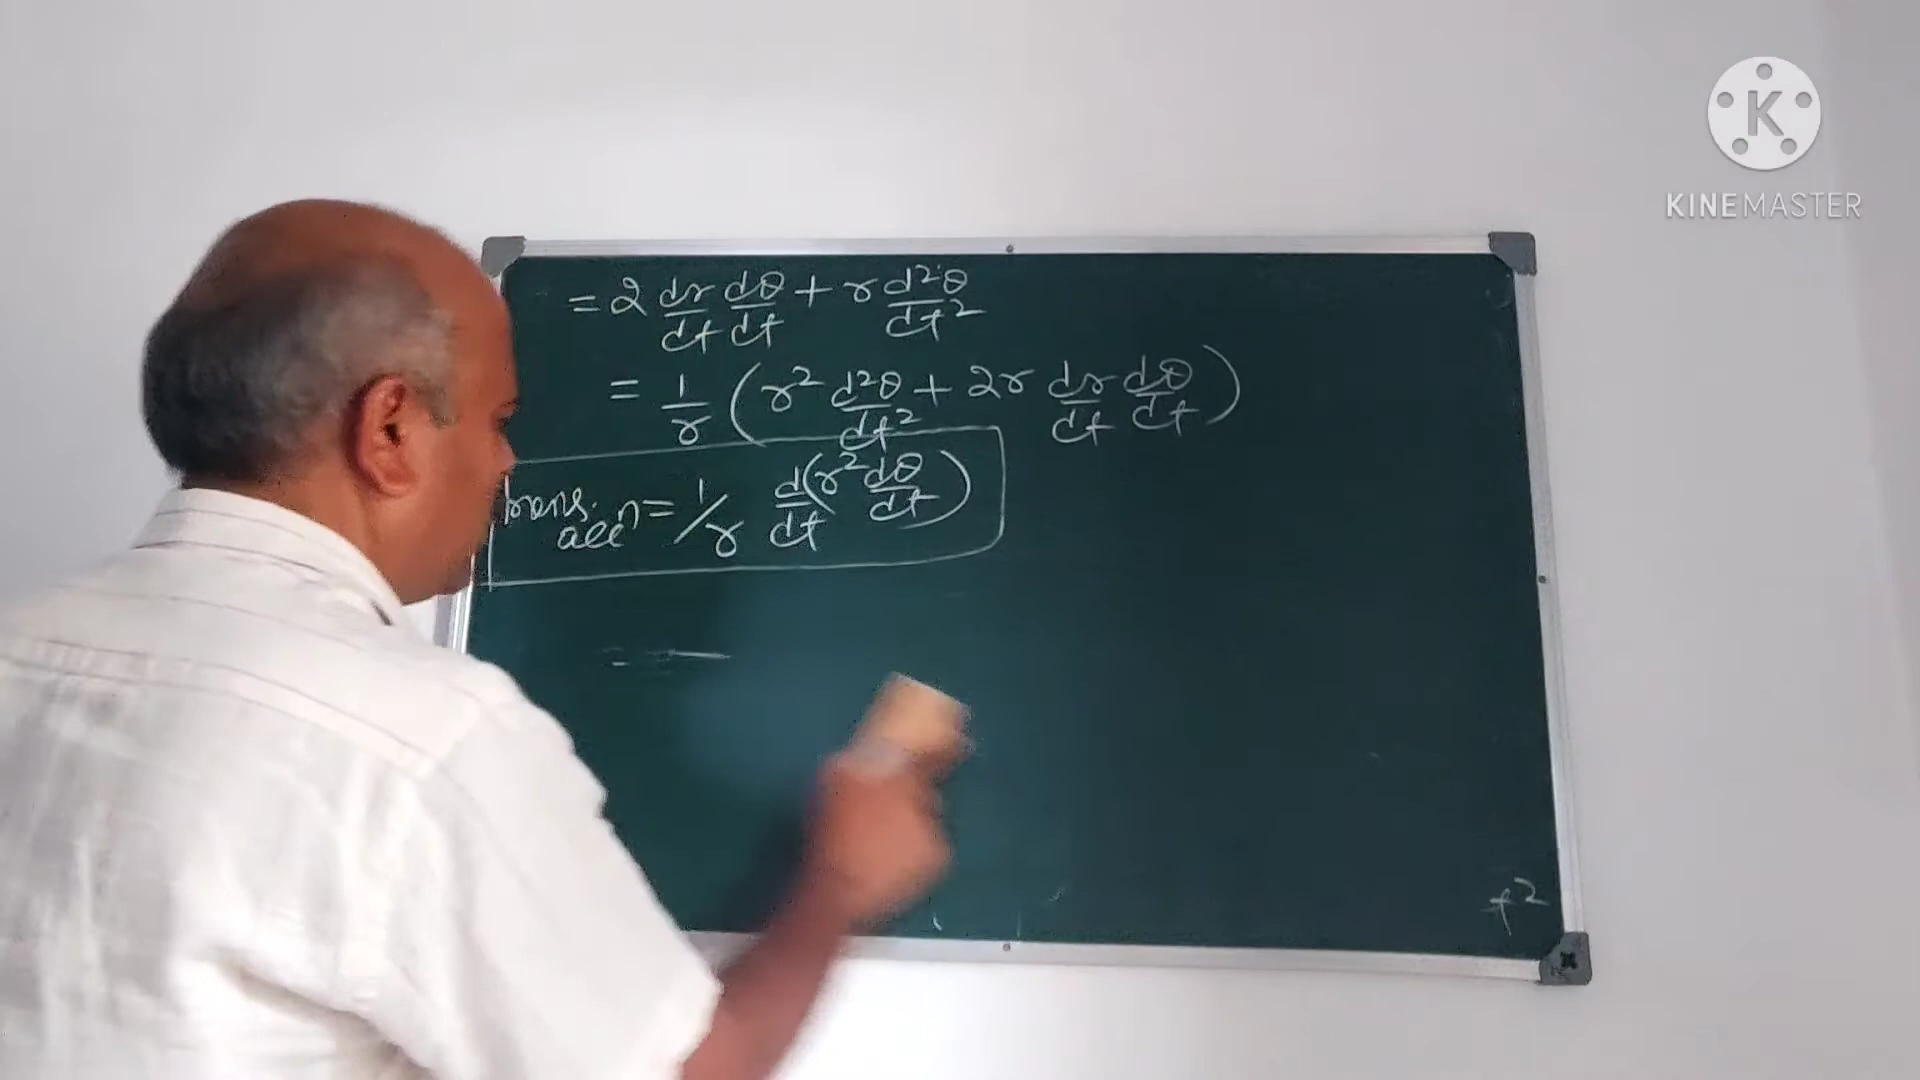 K
KINEMASTER
= 2 dr/dt dθ/dt + r d²θ/dt²
= 1/r ( r² d²θ/dt² + 2r dr/dt dθ/dt )
trans. accⁿ = 1/r d/dt ( r² dθ/dt )
=
t²